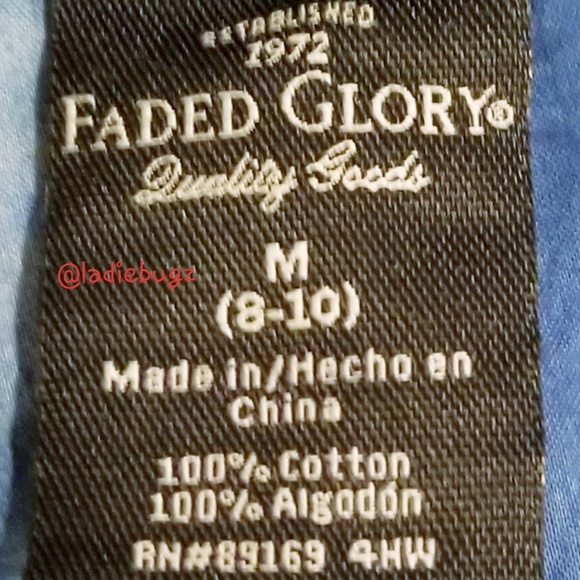 ESTABLISHED
1972
FADED GLORY®
Quality Goods
@ladiebugz
M
(8-10)
Made in/Hecho en
China
100% Cotton
100% Algodón
RN#89169 4HW